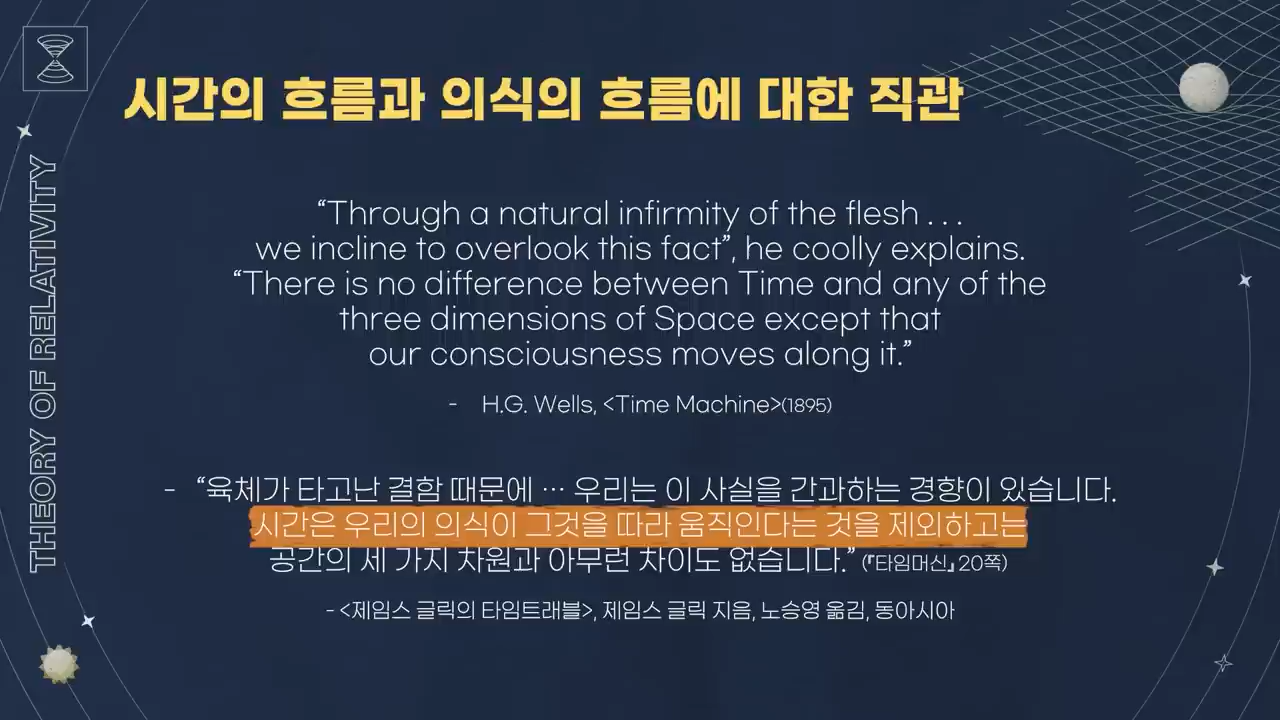 시간의 흐름과 의식의 흐름에 대한 직관
THEORY OF RELATIVITY
“Through a natural infirmity of the flesh . . .
we incline to overlook this fact”, he coolly explains.
“There is no difference between Time and any of the
three dimensions of Space except that
our consciousness moves along it.”
- H.G. Wells, <Time Machine>(1895)
- “육체가 타고난 결함 때문에 … 우리는 이 사실을 간과하는 경향이 있습니다.
시간은 우리의 의식이 그것을 따라 움직인다는 것을 제외하고는
공간의 세 가지 차원과 아무런 차이도 없습니다.” (『타임머신』 20쪽)
- <제임스 글릭의 타임트래블>, 제임스 글릭 지음, 노승영 옮김, 동아시아